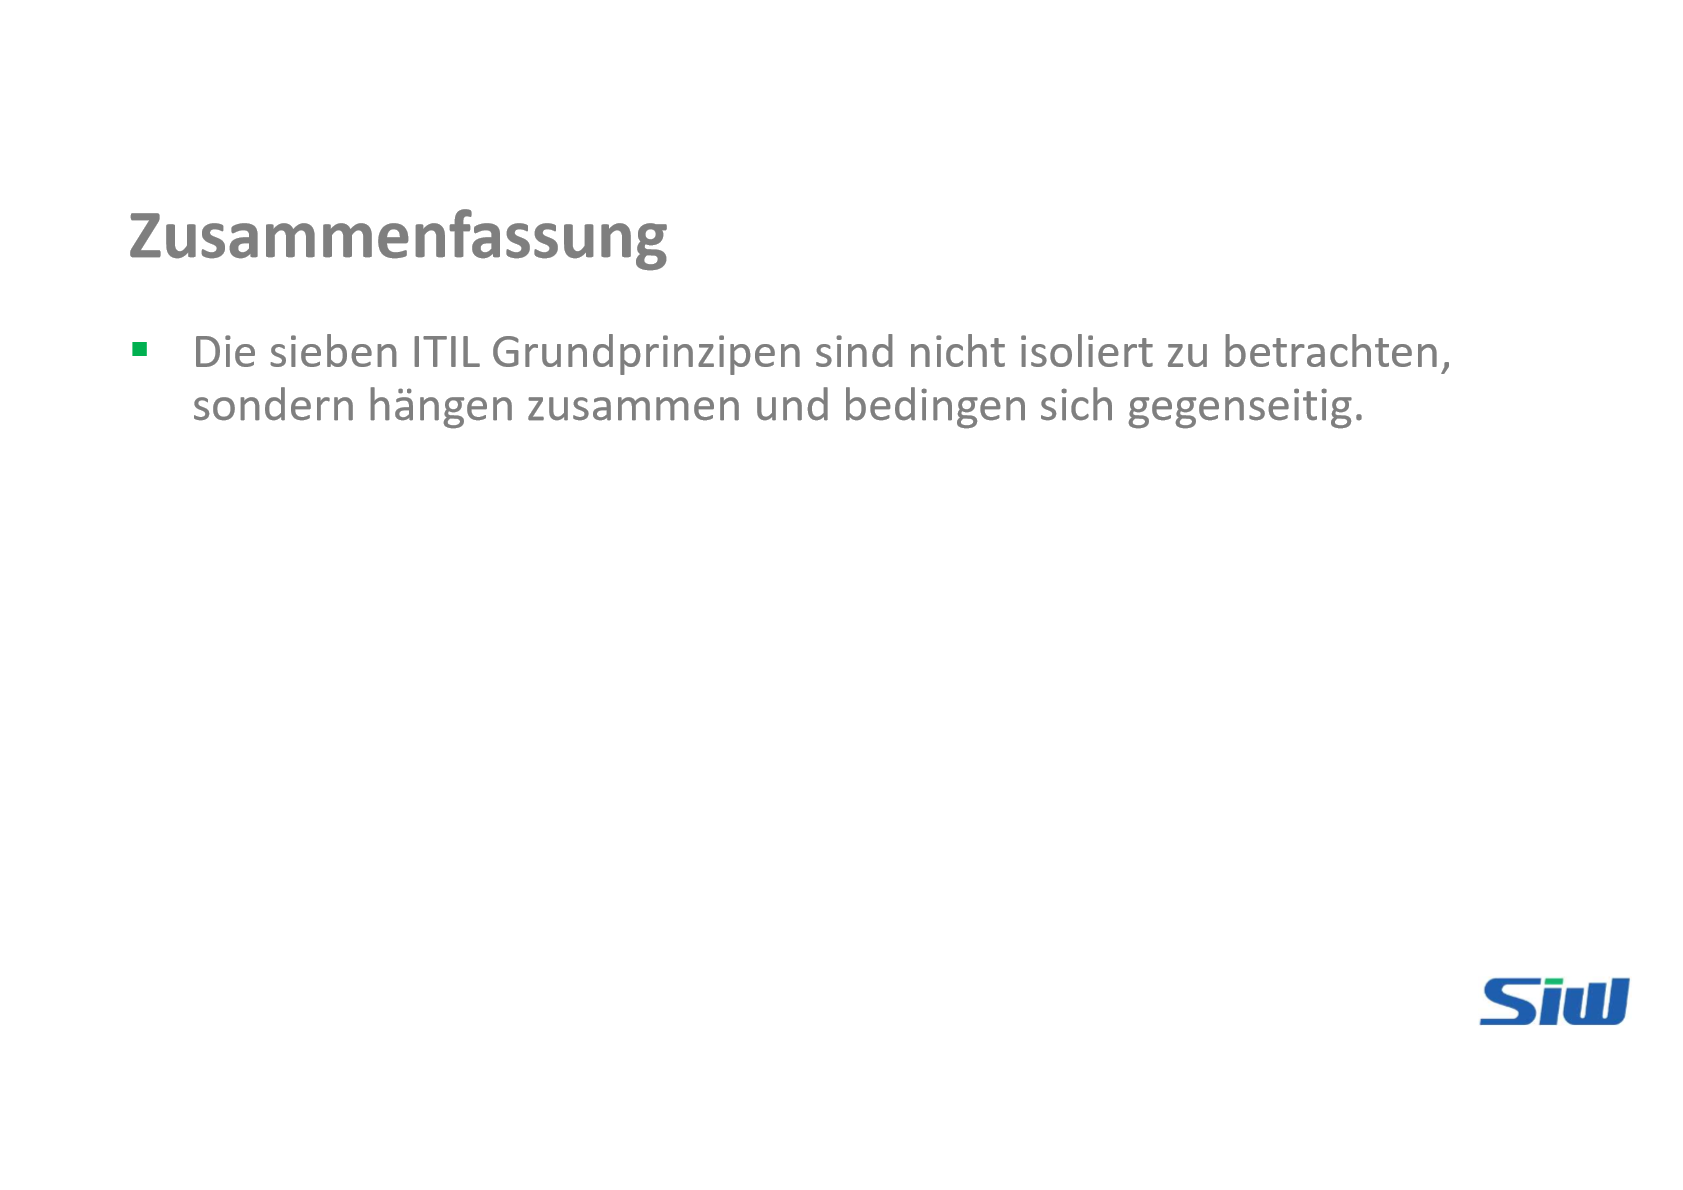 Zusammenfassung
▪ Die sieben ITIL Grundprinzipen sind nicht isoliert zu betrachten,
sondern hängen zusammen und bedingen sich gegenseitig.
Siw